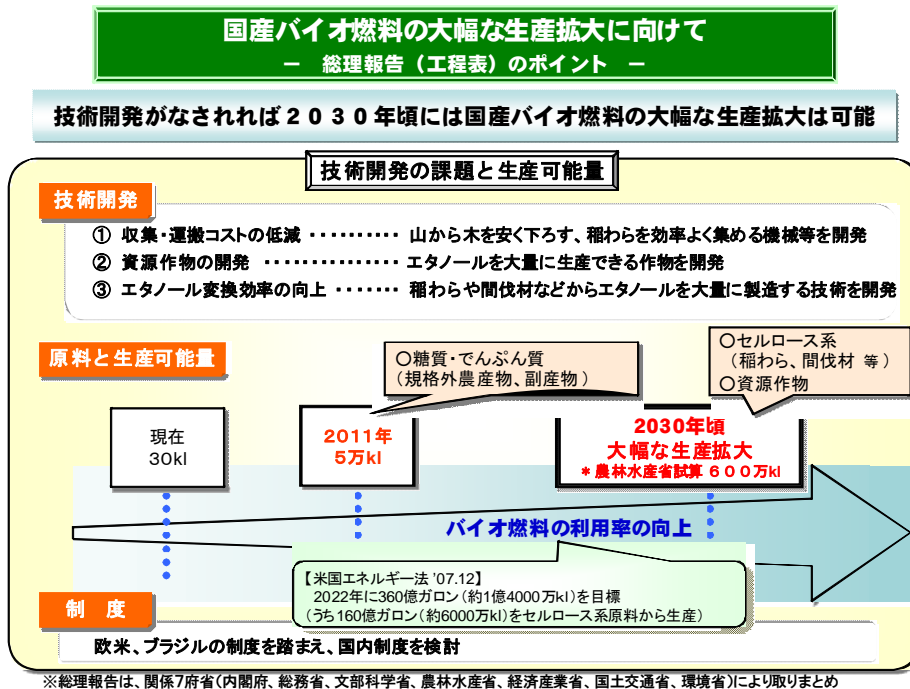 国産バイオ燃料の大幅な生産拡大に向けて
－ 総理報告（工程表）のポイント －
技術開発がなされれば２０３０年頃には国産バイオ燃料の大幅な生産拡大は可能
技術開発の課題と生産可能量
技術開発
① 収集・運搬コストの低減 ・・・・・・・・・・ 山から木を安く下ろす、稲わらを効率よく集める機械等を開発
② 資源作物の開発 ・・・・・・・・・・・・・・・ エタノールを大量に生産できる作物を開発
③ エタノール変換効率の向上 ・・・・・・・ 稲わらや間伐材などからエタノールを大量に製造する技術を開発
原料と生産可能量
○糖質・でんぷん質
（規格外農産物、副産物）
○セルロース系
（稲わら、間伐材 等）
○資源作物
現在
30kl
２０１１年
５万kl
2030年頃
大幅な生産拡大
＊農林水産省試算 ６００万kl
バイオ燃料の利用率の向上
【米国エネルギー法 '07.12】
2022年に360億ガロン（約1億4000万kl）を目標
（うち160億ガロン（約6000万kl）をセルロース系原料から生産）
制 度
欧米、ブラジルの制度を踏まえ、国内制度を検討
※総理報告は、関係7府省（内閣府、総務省、文部科学省、農林水産省、経済産業省、国土交通省、環境省）により取りまとめ